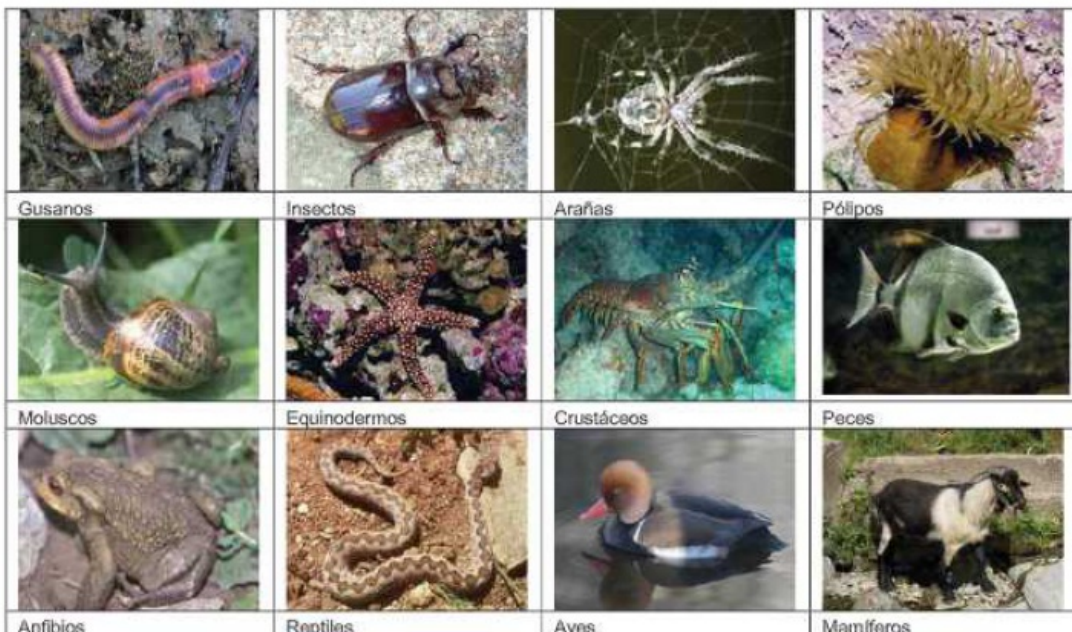 Gusanos
Insectos
Arañas
Pólipos
Moluscos
Equinodermos
Crustáceos
Peces
Anfibios
Reptiles
Aves
Mamíferos